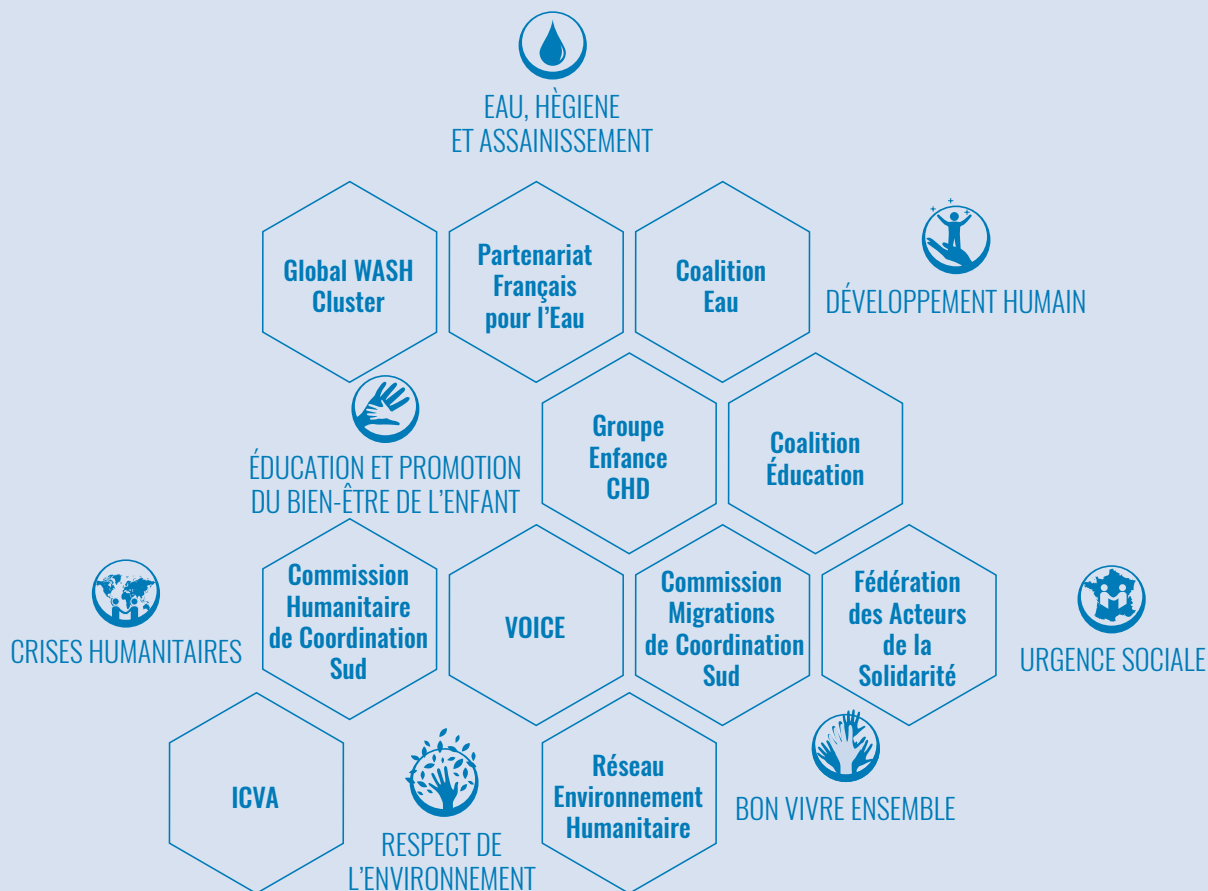 EAU, HÈGIENE
ET ASSAINISSEMENT
Global WASH
Cluster
Partenariat
Français
pour l'Eau
Coalition
Eau
DÉVELOPPEMENT HUMAIN
ÉDUCATION ET PROMOTION
DU BIEN-ÊTRE DE L'ENFANT
Groupe
Enfance
CHD
Coalition
Éducation
CRISES HUMANITAIRES
Commission
Humanitaire
de Coordination
Sud
VOICE
Commission
Migrations
de Coordination
Sud
Fédération
des Acteurs
de la
Solidarité
URGENCE SOCIALE
ICVA
RESPECT DE
L'ENVIRONNEMENT
Réseau
Environnement
Humanitaire
BON VIVRE ENSEMBLE